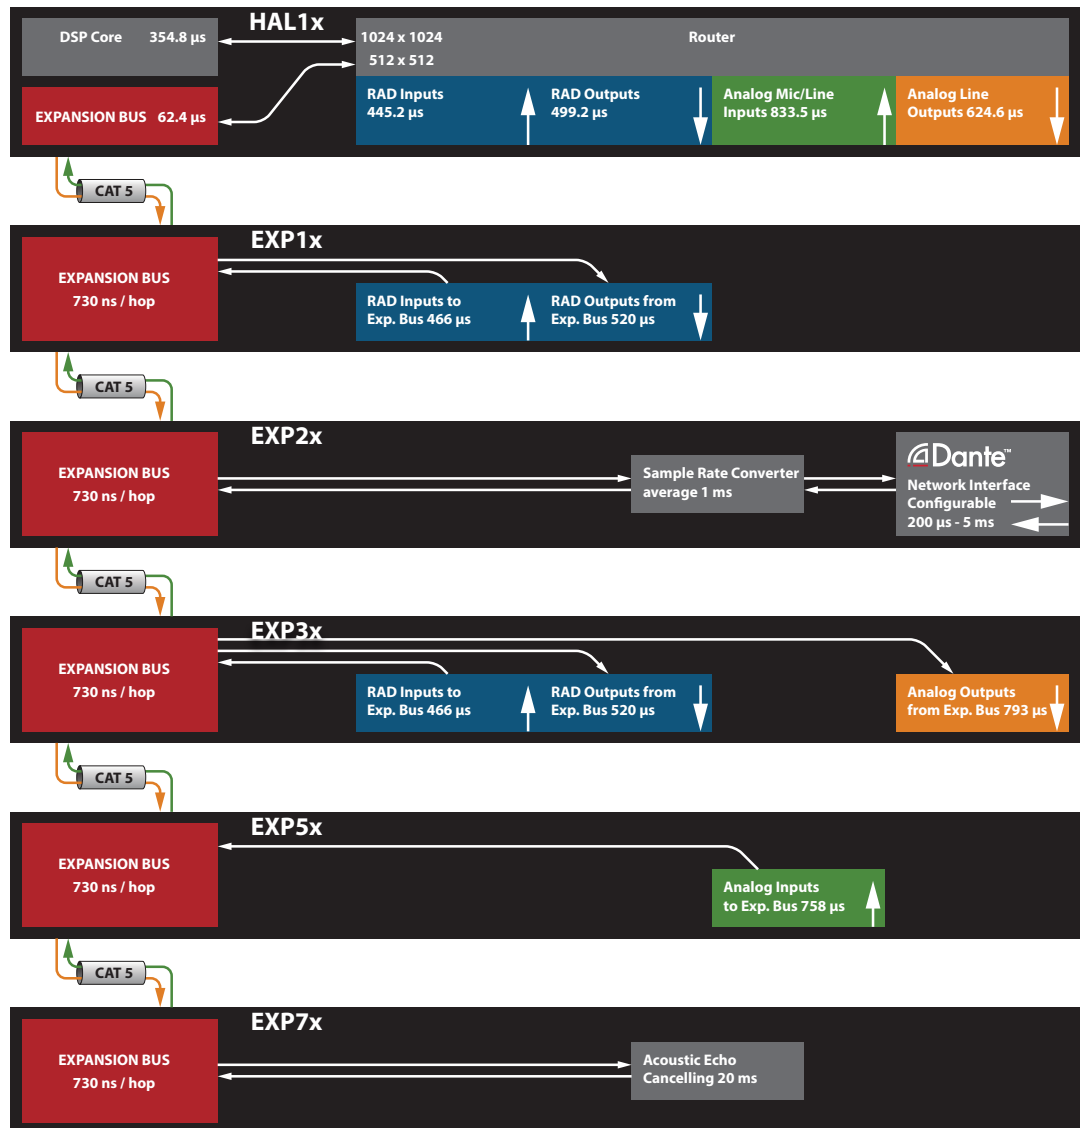 HAL1x
DSP Core 354.8 µs
1024 x 1024
Router
512 x 512
EXPANSION BUS 62.4 µs
RAD Inputs
445.2 µs
RAD Outputs
499.2 µs
Analog Mic/Line
Inputs 833.5 µs
Analog Line
Outputs 624.6 µs
CAT 5
EXP1x
EXPANSION BUS
730 ns / hop
RAD Inputs to
Exp. Bus 466 µs
RAD Outputs from
Exp. Bus 520 µs
CAT 5
EXP2x
EXPANSION BUS
730 ns / hop
Sample Rate Converter
average 1 ms
Dante™
Network Interface
Configurable
200 µs - 5 ms
CAT 5
EXP3x
EXPANSION BUS
730 ns / hop
RAD Inputs to
Exp. Bus 466 µs
RAD Outputs from
Exp. Bus 520 µs
Analog Outputs
from Exp. Bus 793 µs
CAT 5
EXP5x
EXPANSION BUS
730 ns / hop
Analog Inputs
to Exp. Bus 758 µs
CAT 5
EXP7x
EXPANSION BUS
730 ns / hop
Acoustic Echo
Cancelling 20 ms